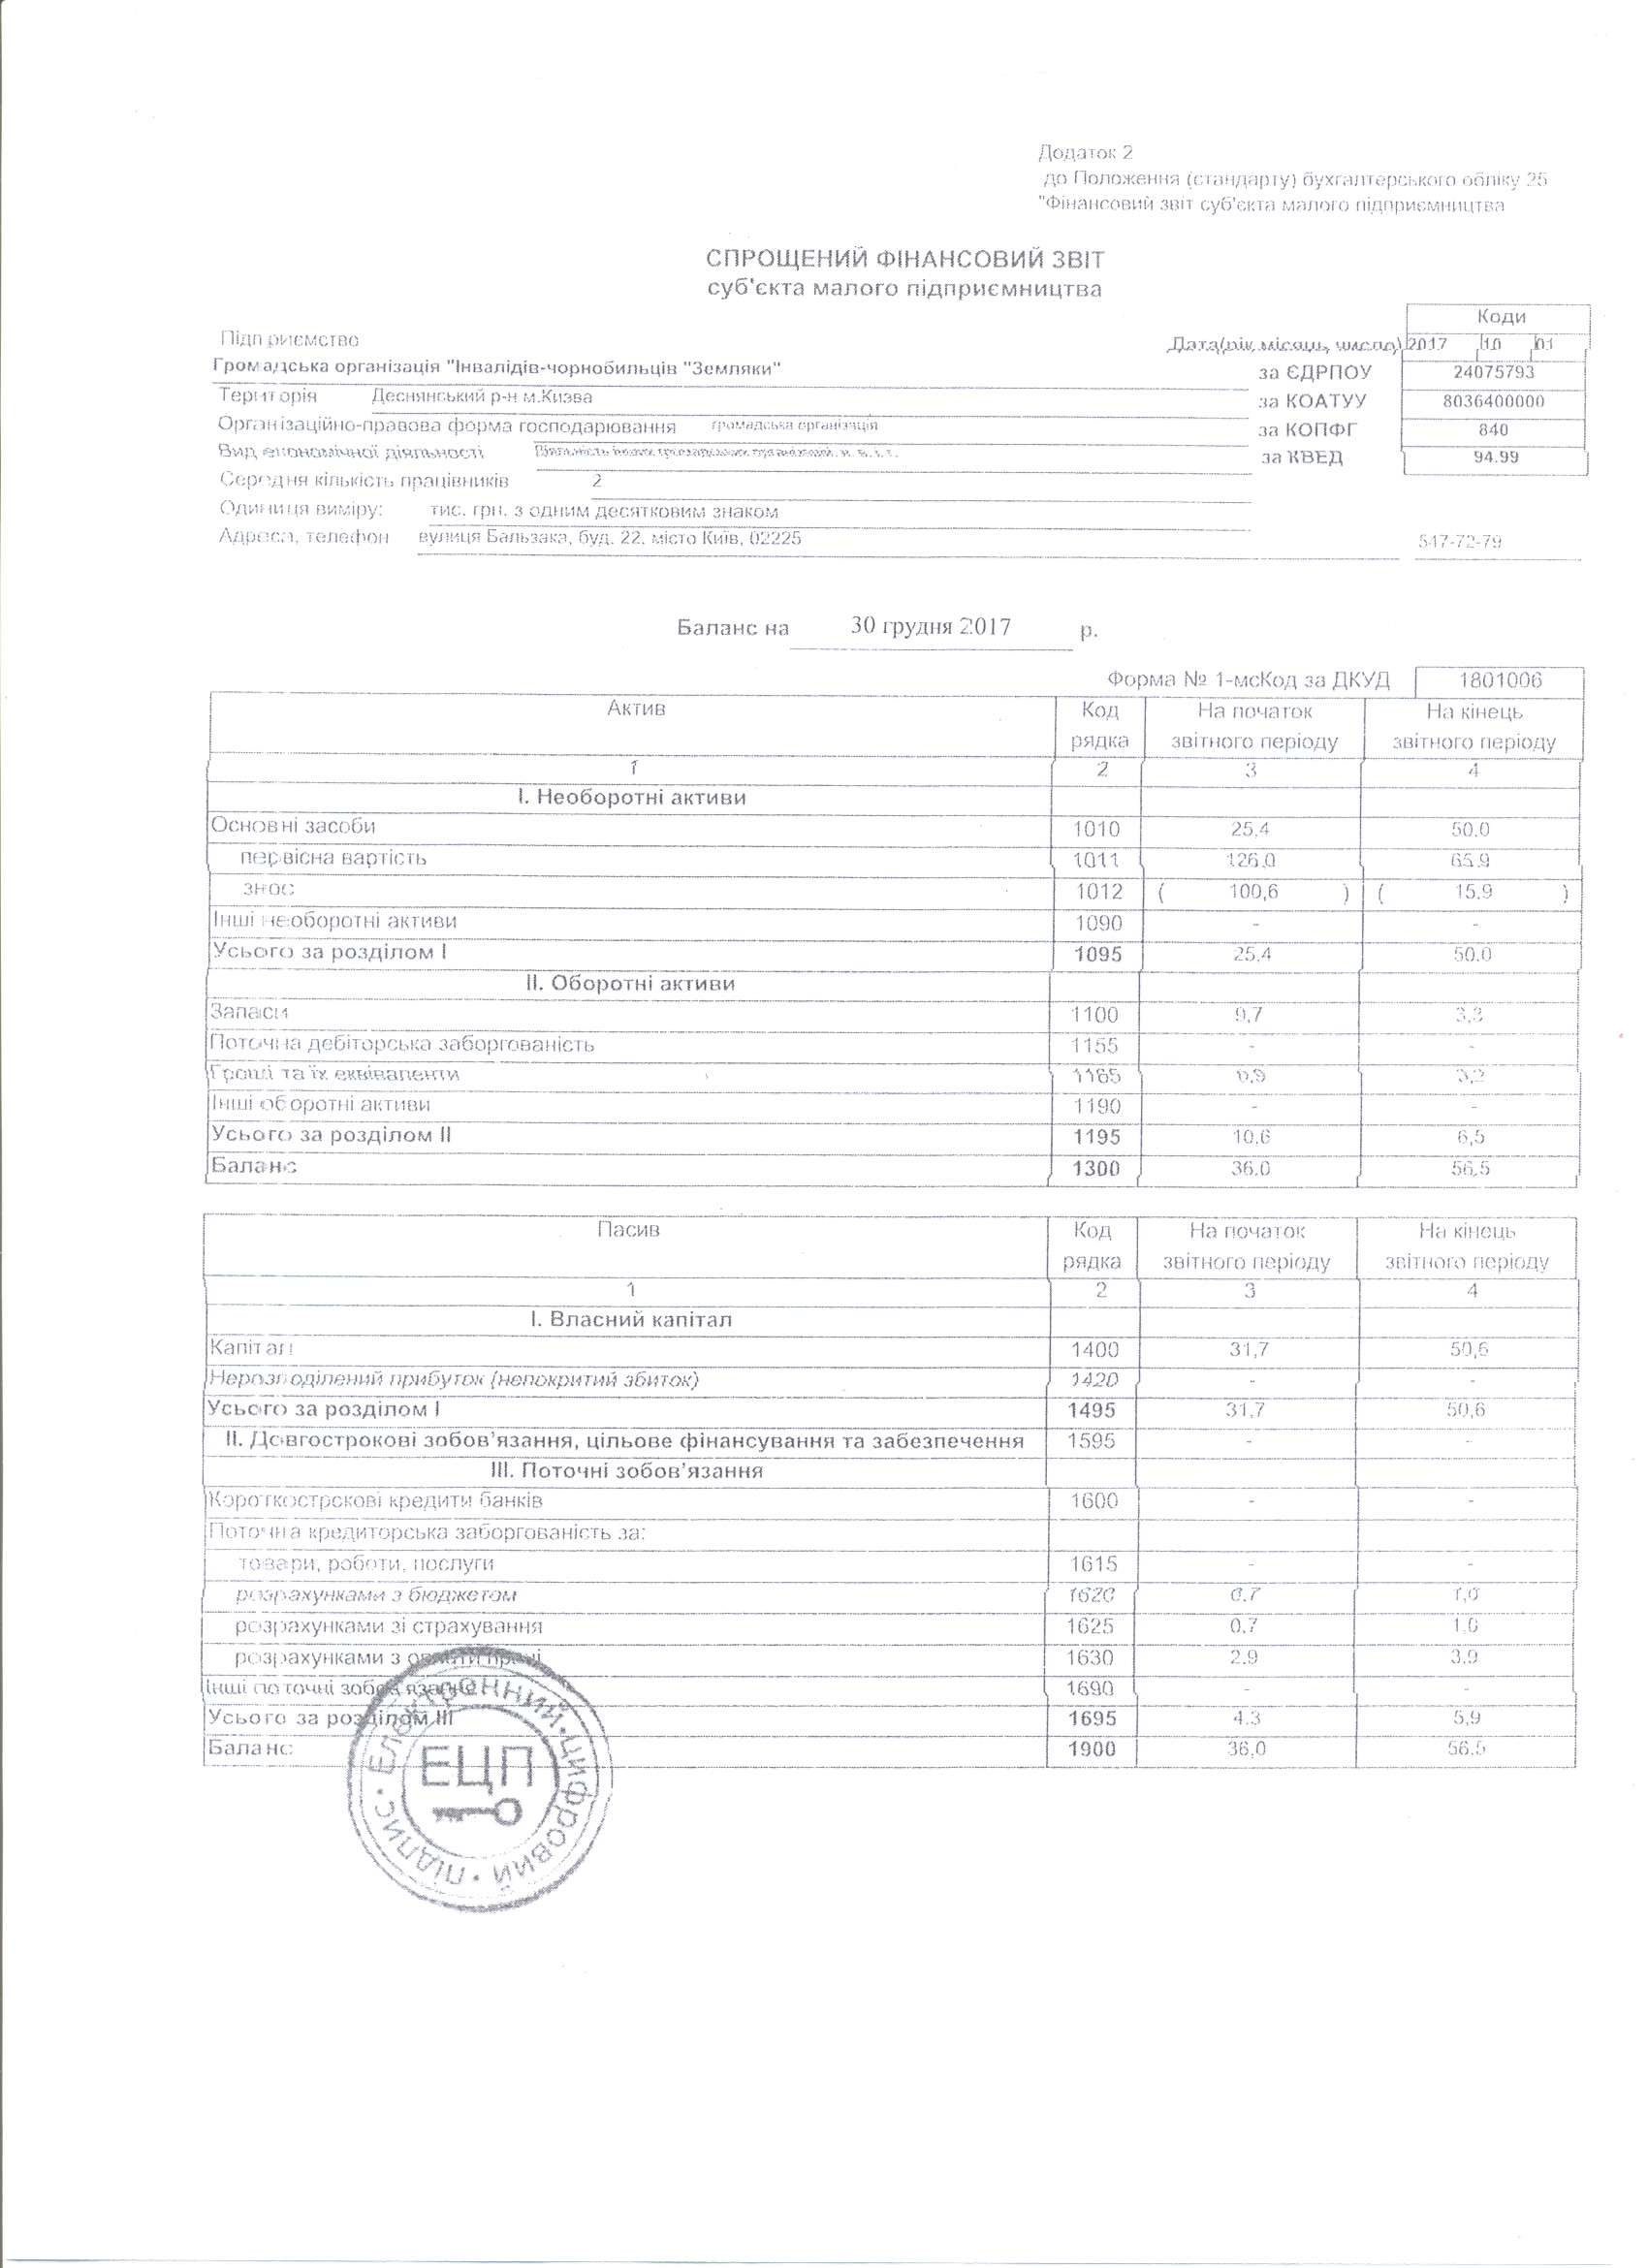 Додаток 2
до Положення (стандарту) бухгалтерського обліку 25
"Фінансовий звіт суб'єкта малого підприємництва
СПРОЩЕНИЙ ФІНАНСОВИЙ ЗВІТ
суб'єкта малого підприємництва
Коди
Підприємство Дата(рік, місяць, число) 2017 10 01
Громадська організація "Інвалідів-чорнобильців "Земляки" за ЄДРПОУ 24075793
Територія Деснянський р-н м.Києва за КОАТУУ 8036400000
Організаційно-правова форма господарювання громадська організація за КОПФГ 840
Вид економічної діяльності Діяльність інших громадських організацій, н. в. і. у. за КВЕД 94.99
Середня кількість працівників 2
Одиниця виміру: тис. грн. з одним десятковим знаком
Адреса, телефон вулиця Бальзака, буд. 22, місто Київ, 02225 547-72-79
Баланс на 30 грудня 2017 р.
Форма № 1-мсКод за ДКУД 1801006
Актив Код рядка На початок звітного періоду На кінець звітного періоду
1 2 3 4
І. Необоротні активи
Основні засоби 1010 25,4 50,0
первісна вартість 1011 126,0 65,9
знос 1012 ( 100,6 ) ( 15,9 )
Інші необоротні активи 1090 - -
Усього за розділом І 1095 25,4 50,0
ІІ. Оборотні активи
Запаси 1100 9,7 3,3
Поточна дебіторська заборгованість 1155 - -
Гроші та їх еквіваленти 1165 0,9 3,2
Інші оборотні активи 1190 - -
Усього за розділом ІІ 1195 10,6 6,5
Баланс 1300 36,0 56,5
Пасив Код рядка На початок звітного періоду На кінець звітного періоду
1 2 3 4
І. Власний капітал
Капітал 1400 31,7 50,6
Нерозподілений прибуток (непокритий збиток) 1420 - -
Усього за розділом І 1495 31,7 50,6
ІІ. Довгострокові зобов'язання, цільове фінансування та забезпечення 1595 - -
ІІІ. Поточні зобов'язання
Короткострокові кредити банків 1600 - -
Поточна кредиторська заборгованість за:
товари, роботи, послуги 1615 - -
розрахунками з бюджетом 1620 0,7 1,0
розрахунками зі страхування 1625 0,7 1,0
розрахунками з оплати праці 1630 2,9 3,9
Інші поточні зобов'язання 1690 - -
Усього за розділом ІІІ 1695 4,3 5,9
Баланс 1900 36,0 56,5
ЕЛЕКТРОННИЙ • ЦИФРОВИЙ • ПІДПИС •
ЕЦП